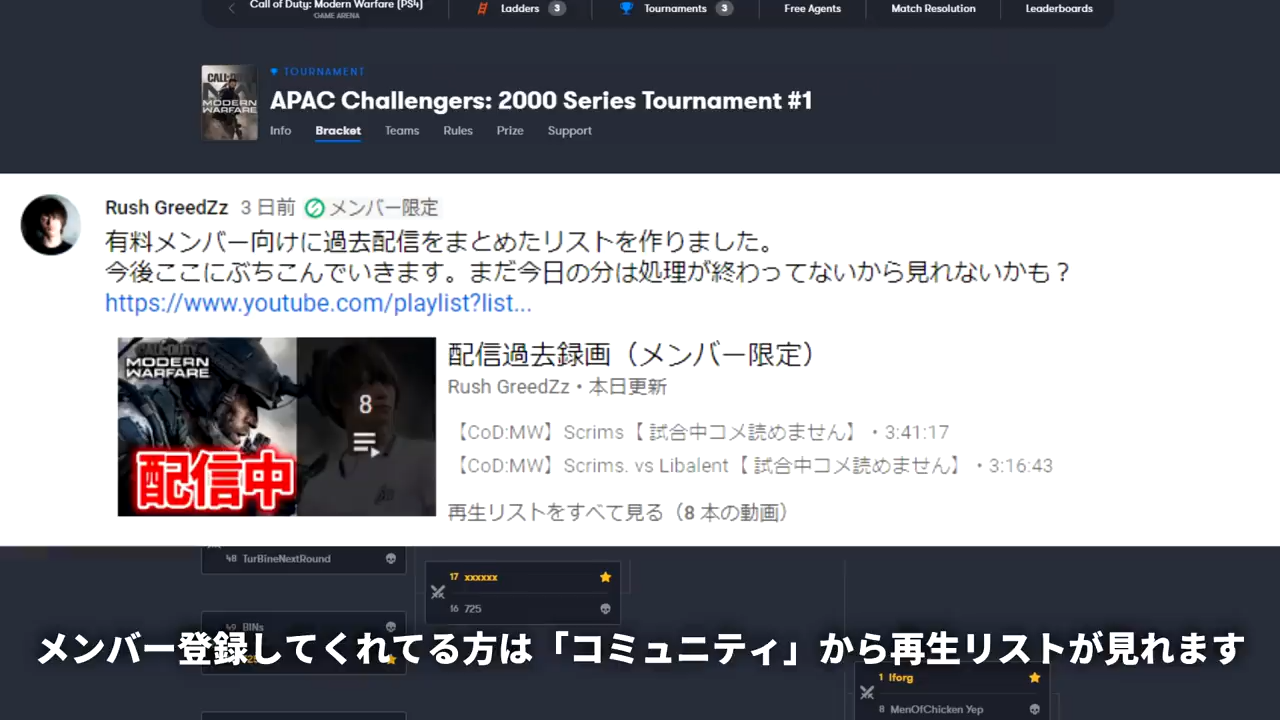 Call of Duty: Modern Warfare (PS4)
GAME ARENA
Ladders 3
Tournaments 3
Free Agents
Match Resolution
Leaderboards
TOURNAMENT
APAC Challengers: 2000 Series Tournament #1
Info Bracket Teams Rules Prize Support
CALL OF DUTY
MODERN
WARFARE
Rush GreedZz 3 日前 メンバー限定
有料メンバー向けに過去配信をまとめたリストを作りました。
今後ここにぶちこんでいきます。まだ今日の分は処理が終わってないから見れないかも？
https://www.youtube.com/playlist?list...
CALL OF DUTY
MODERN
WARFARE
配信中
8
配信過去録画（メンバー限定）
Rush GreedZz・本日更新
【CoD:MW】Scrims【 試合中コメ読めません】 ・3:41:17
【CoD:MW】Scrims. vs Libalent【 試合中コメ読めません】 ・3:16:43
再生リストをすべて見る（8 本の動画）
48 TurBineNextRound
17 xxxxxx
16 725
49 BINs
メンバー登録してくれてる方は「コミュニティ」から再生リストが見れます
1 lforg
8 MenOfChicken Yep